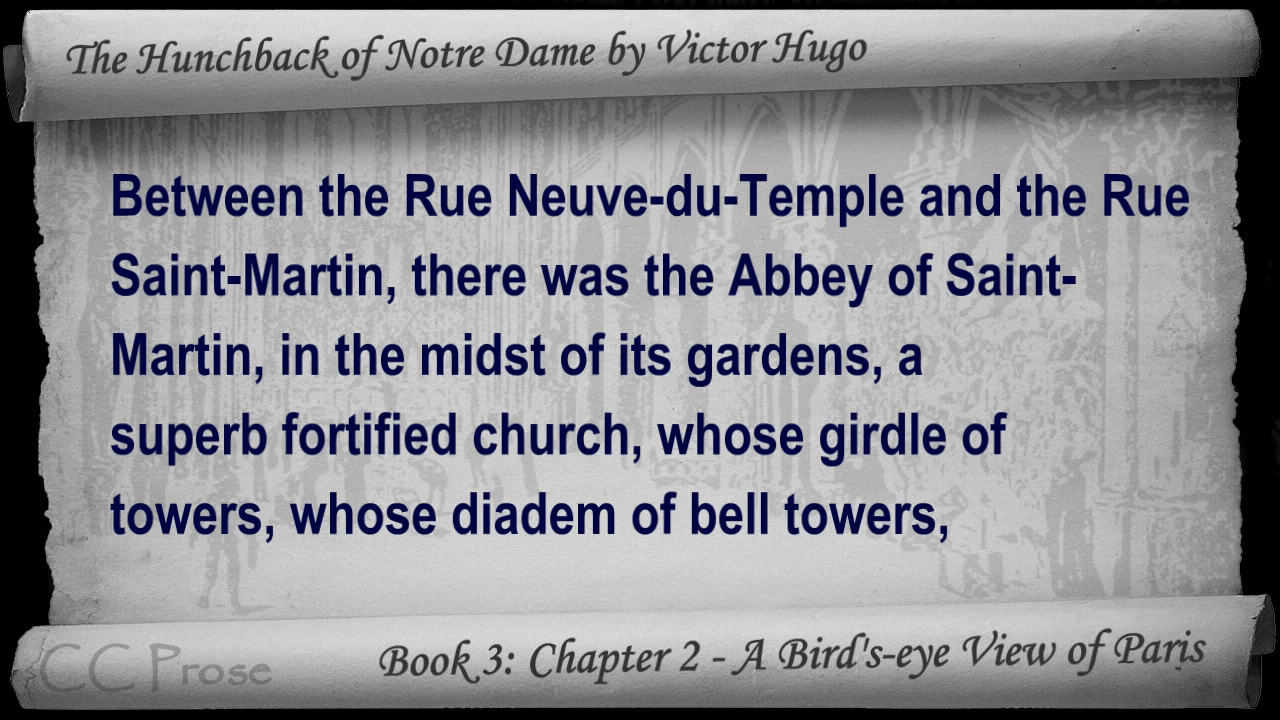 The Hunchback of Notre Dame by Victor Hugo
Between the Rue Neuve-du-Temple and the Rue
Saint-Martin, there was the Abbey of Saint-
Martin, in the midst of its gardens, a
superb fortified church, whose girdle of
towers, whose diadem of bell towers,
CC Prose
Book 3: Chapter 2 - A Bird's-eye View of Paris